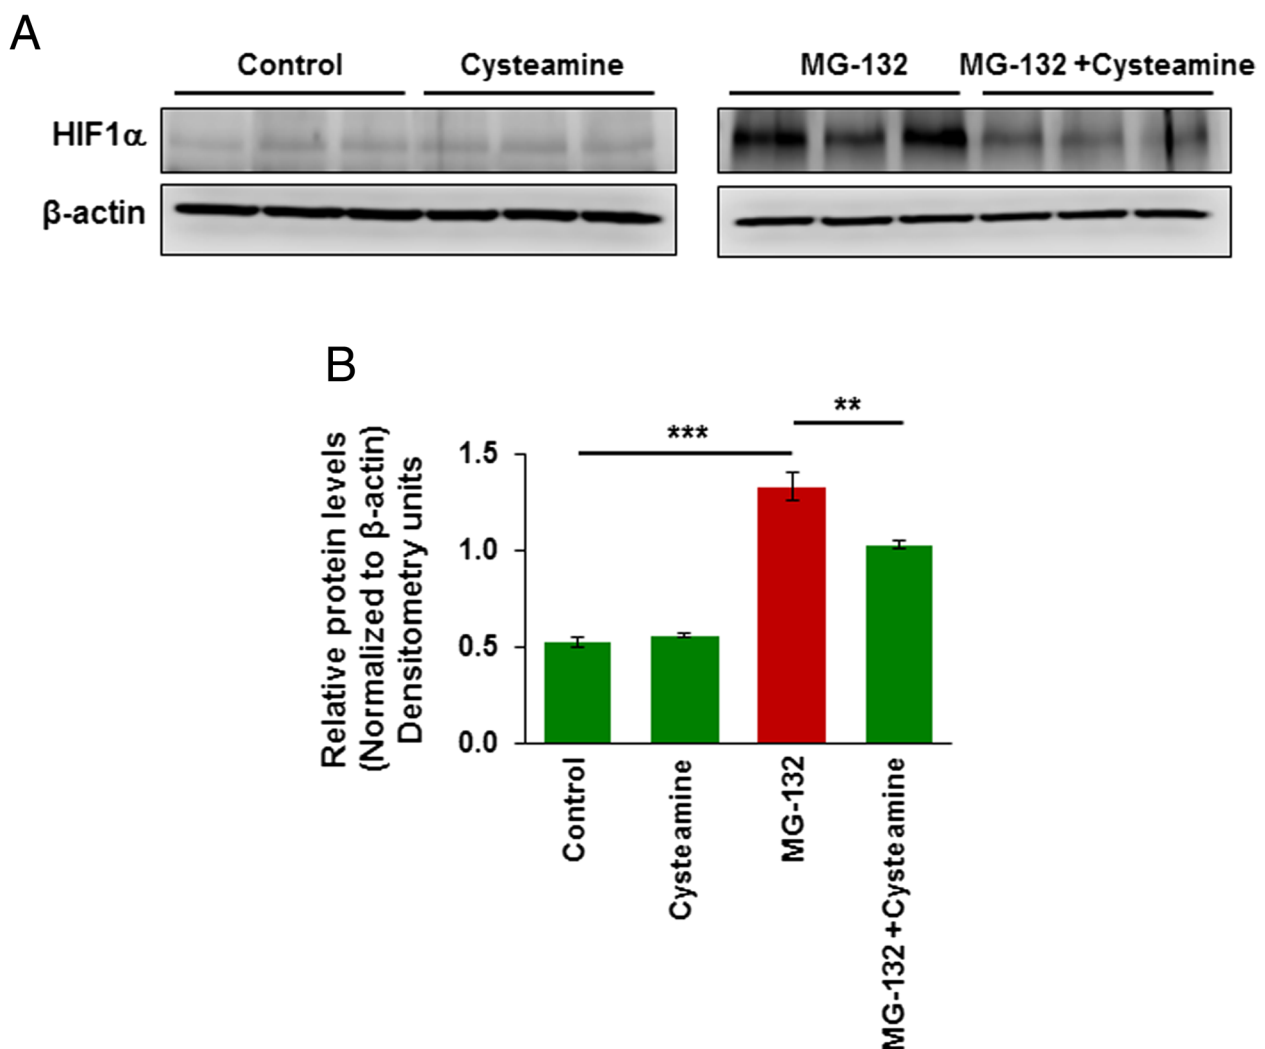 A
Control Cysteamine MG-132 MG-132 +Cysteamine
HIF1α
β-actin
B
** 
***
Relative protein levels
(Normalized to β-actin)
Densitometry units
1.5
1.0
0.5
0.0
Control
Cysteamine
MG-132
MG-132 +Cysteamine